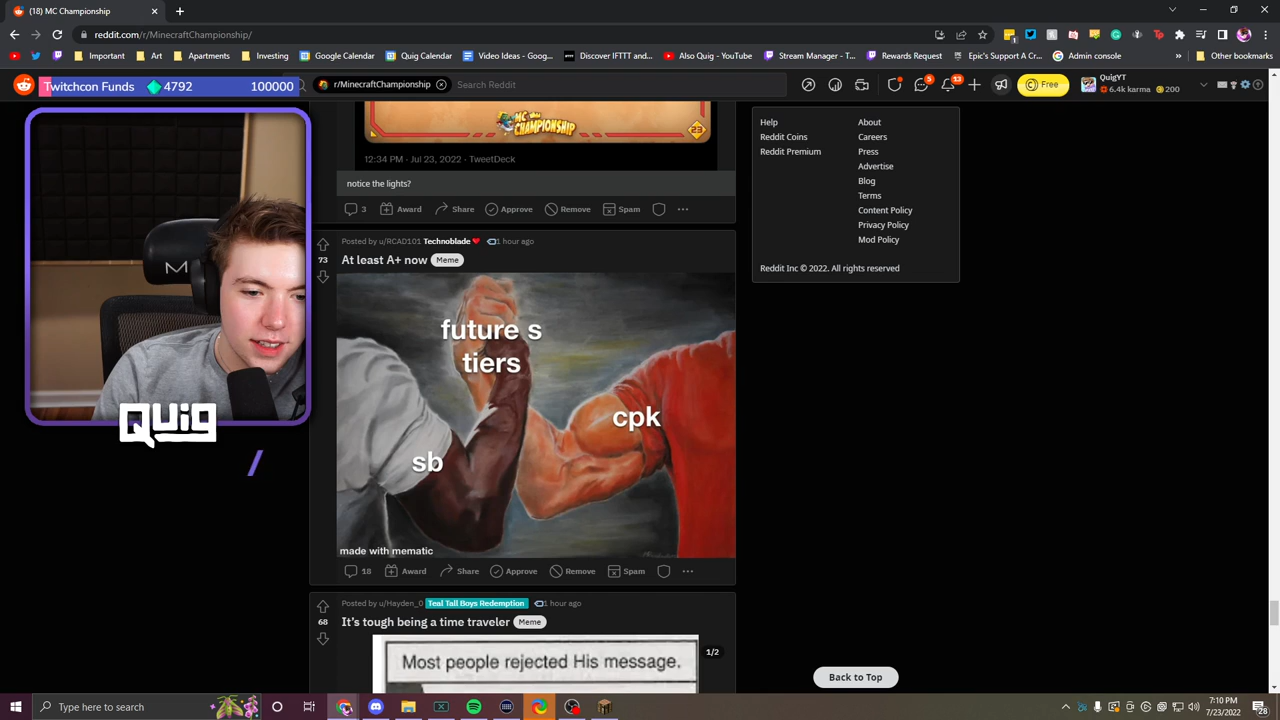 (18) MC Championship
reddit.com/r/MinecraftChampionship/
Important
Art
Apartments
Investing
Google Calendar
Quig Calendar
Video Ideas - Goog...
Discover IFTTT and...
Also Quig - YouTube
Stream Manager - T...
Rewards Request
Epic's Support A Cr...
Admin console
Other bookmarks
Twitchcon Funds 4792 100000
r/MinecraftChampionship
Search Reddit
5
13
Free
QuigYT
6.4k karma 200
MC CHAMPIONSHIP
23
12:34 PM · Jul 23, 2022 · TweetDeck
notice the lights?
3 Award Share Approve Remove Spam
Posted by u/RCAD101 Technoblade 1 hour ago
73
At least A+ now Meme
future s
tiers
cpk
sb
made with mematic
18 Award Share Approve Remove Spam
Posted by u/Hayden_0 Teal Tall Boys Redemption 1 hour ago
68
It's tough being a time traveler Meme
Most people rejected His message.
1/2
Help
Reddit Coins
Reddit Premium
About
Careers
Press
Advertise
Blog
Terms
Content Policy
Privacy Policy
Mod Policy
Reddit Inc © 2022. All rights reserved
Back to Top
QUIG
Type here to search
7:10 PM
7/23/2022